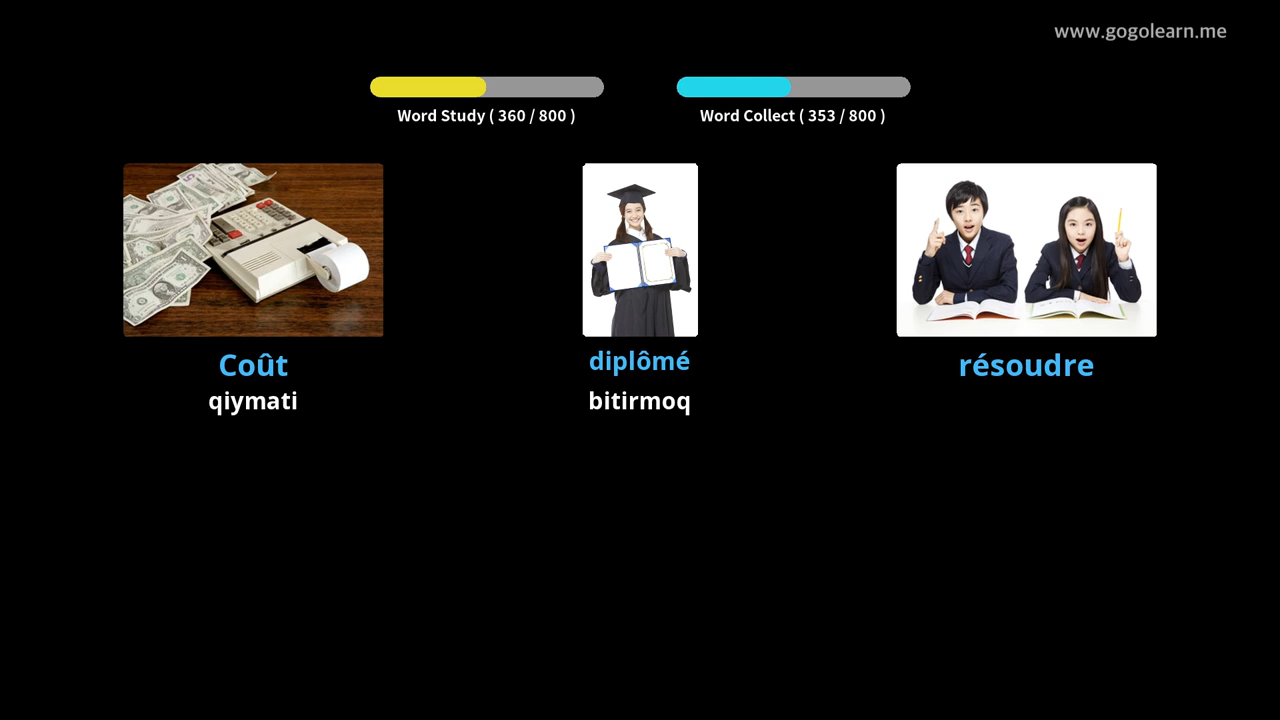 www.gogolearn.me
Word Study ( 360 / 800 )
Word Collect ( 353 / 800 )
Coût
diplômé
résoudre
qiymati
bitirmoq